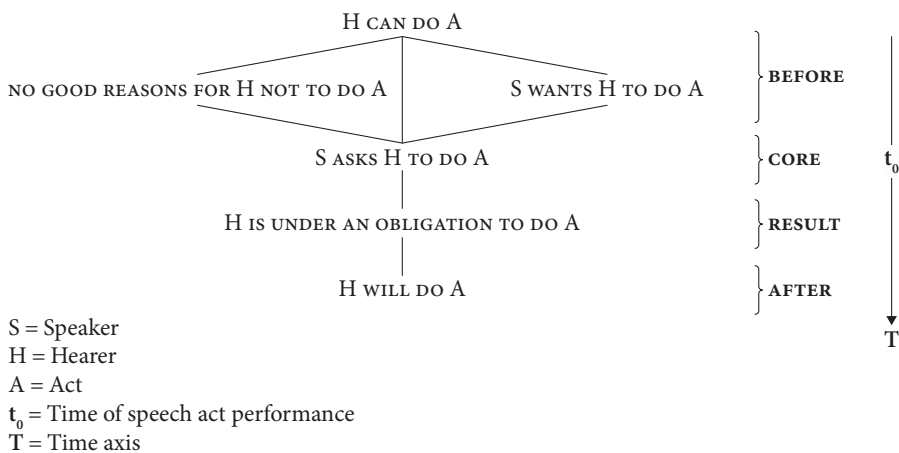 H CAN DO A
NO GOOD REASONS FOR H NOT TO DO A S WANTS H TO DO A BEFORE
S ASKS H TO DO A CORE t₀
H IS UNDER AN OBLIGATION TO DO A RESULT
H WILL DO A AFTER
T
S = Speaker
H = Hearer
A = Act
t₀ = Time of speech act performance
T = Time axis